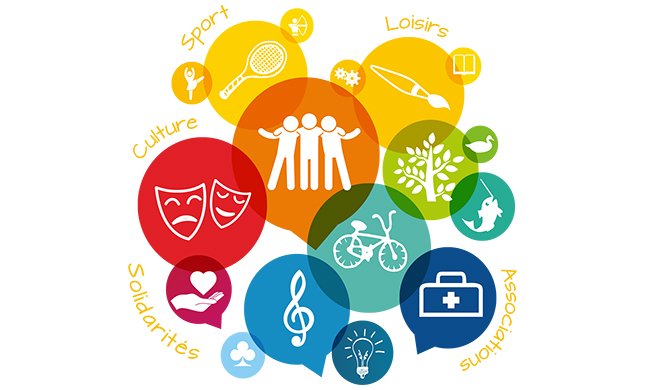 Sport
Loisirs
Culture
Solidarités
Associations